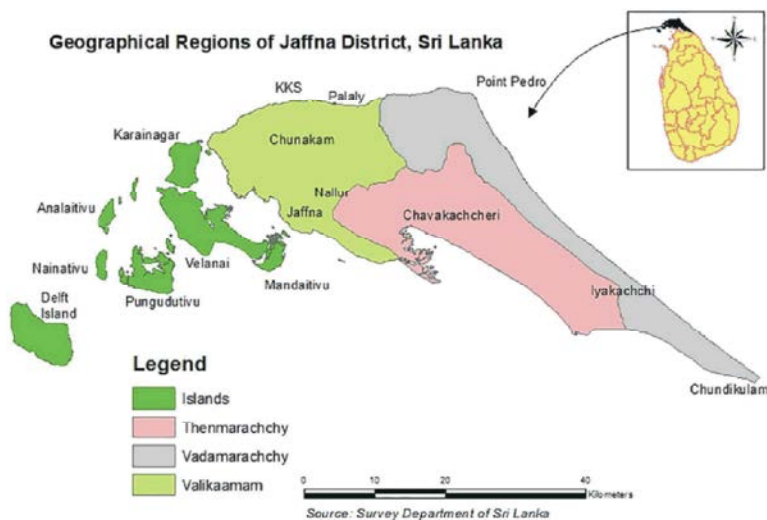 Geographical Regions of Jaffna District, Sri Lanka
Point Pedro
KKS
Palaly
Karainagar
Chunakam
Nallur
Analaitivu
Jaffna
Chavakachcheri
Nainativu
Velanai
Mandaitivu
Iyakachchi
Delft
Island
Pungudutivu
Chundikulam
Legend
Islands
Thenmarachchy
Vadamarachchy
Valikaamam
0 5 10 20 30 40
Kilometers
Source: Survey Department of Sri Lanka